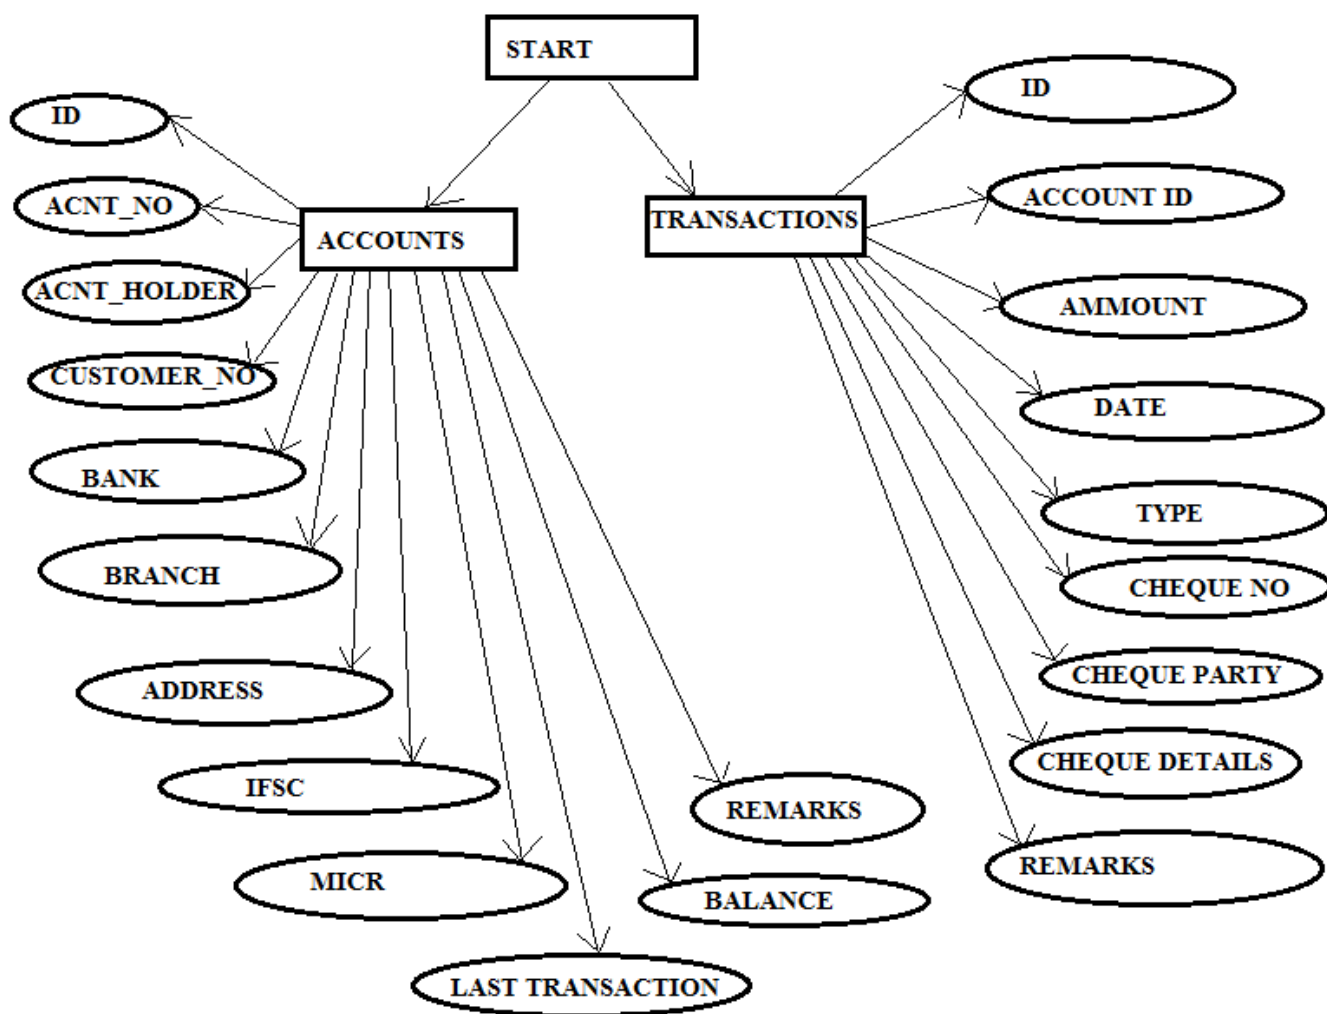 START
ID
ACNT_NO
ACNT_HOLDER
CUSTOMER_NO
BANK
BRANCH
ADDRESS
IFSC
MICR
LAST TRANSACTION
BALANCE
REMARKS
ACCOUNTS
TRANSACTIONS
ID
ACCOUNT ID
AMMOUNT
DATE
TYPE
CHEQUE NO
CHEQUE PARTY
CHEQUE DETAILS
REMARKS